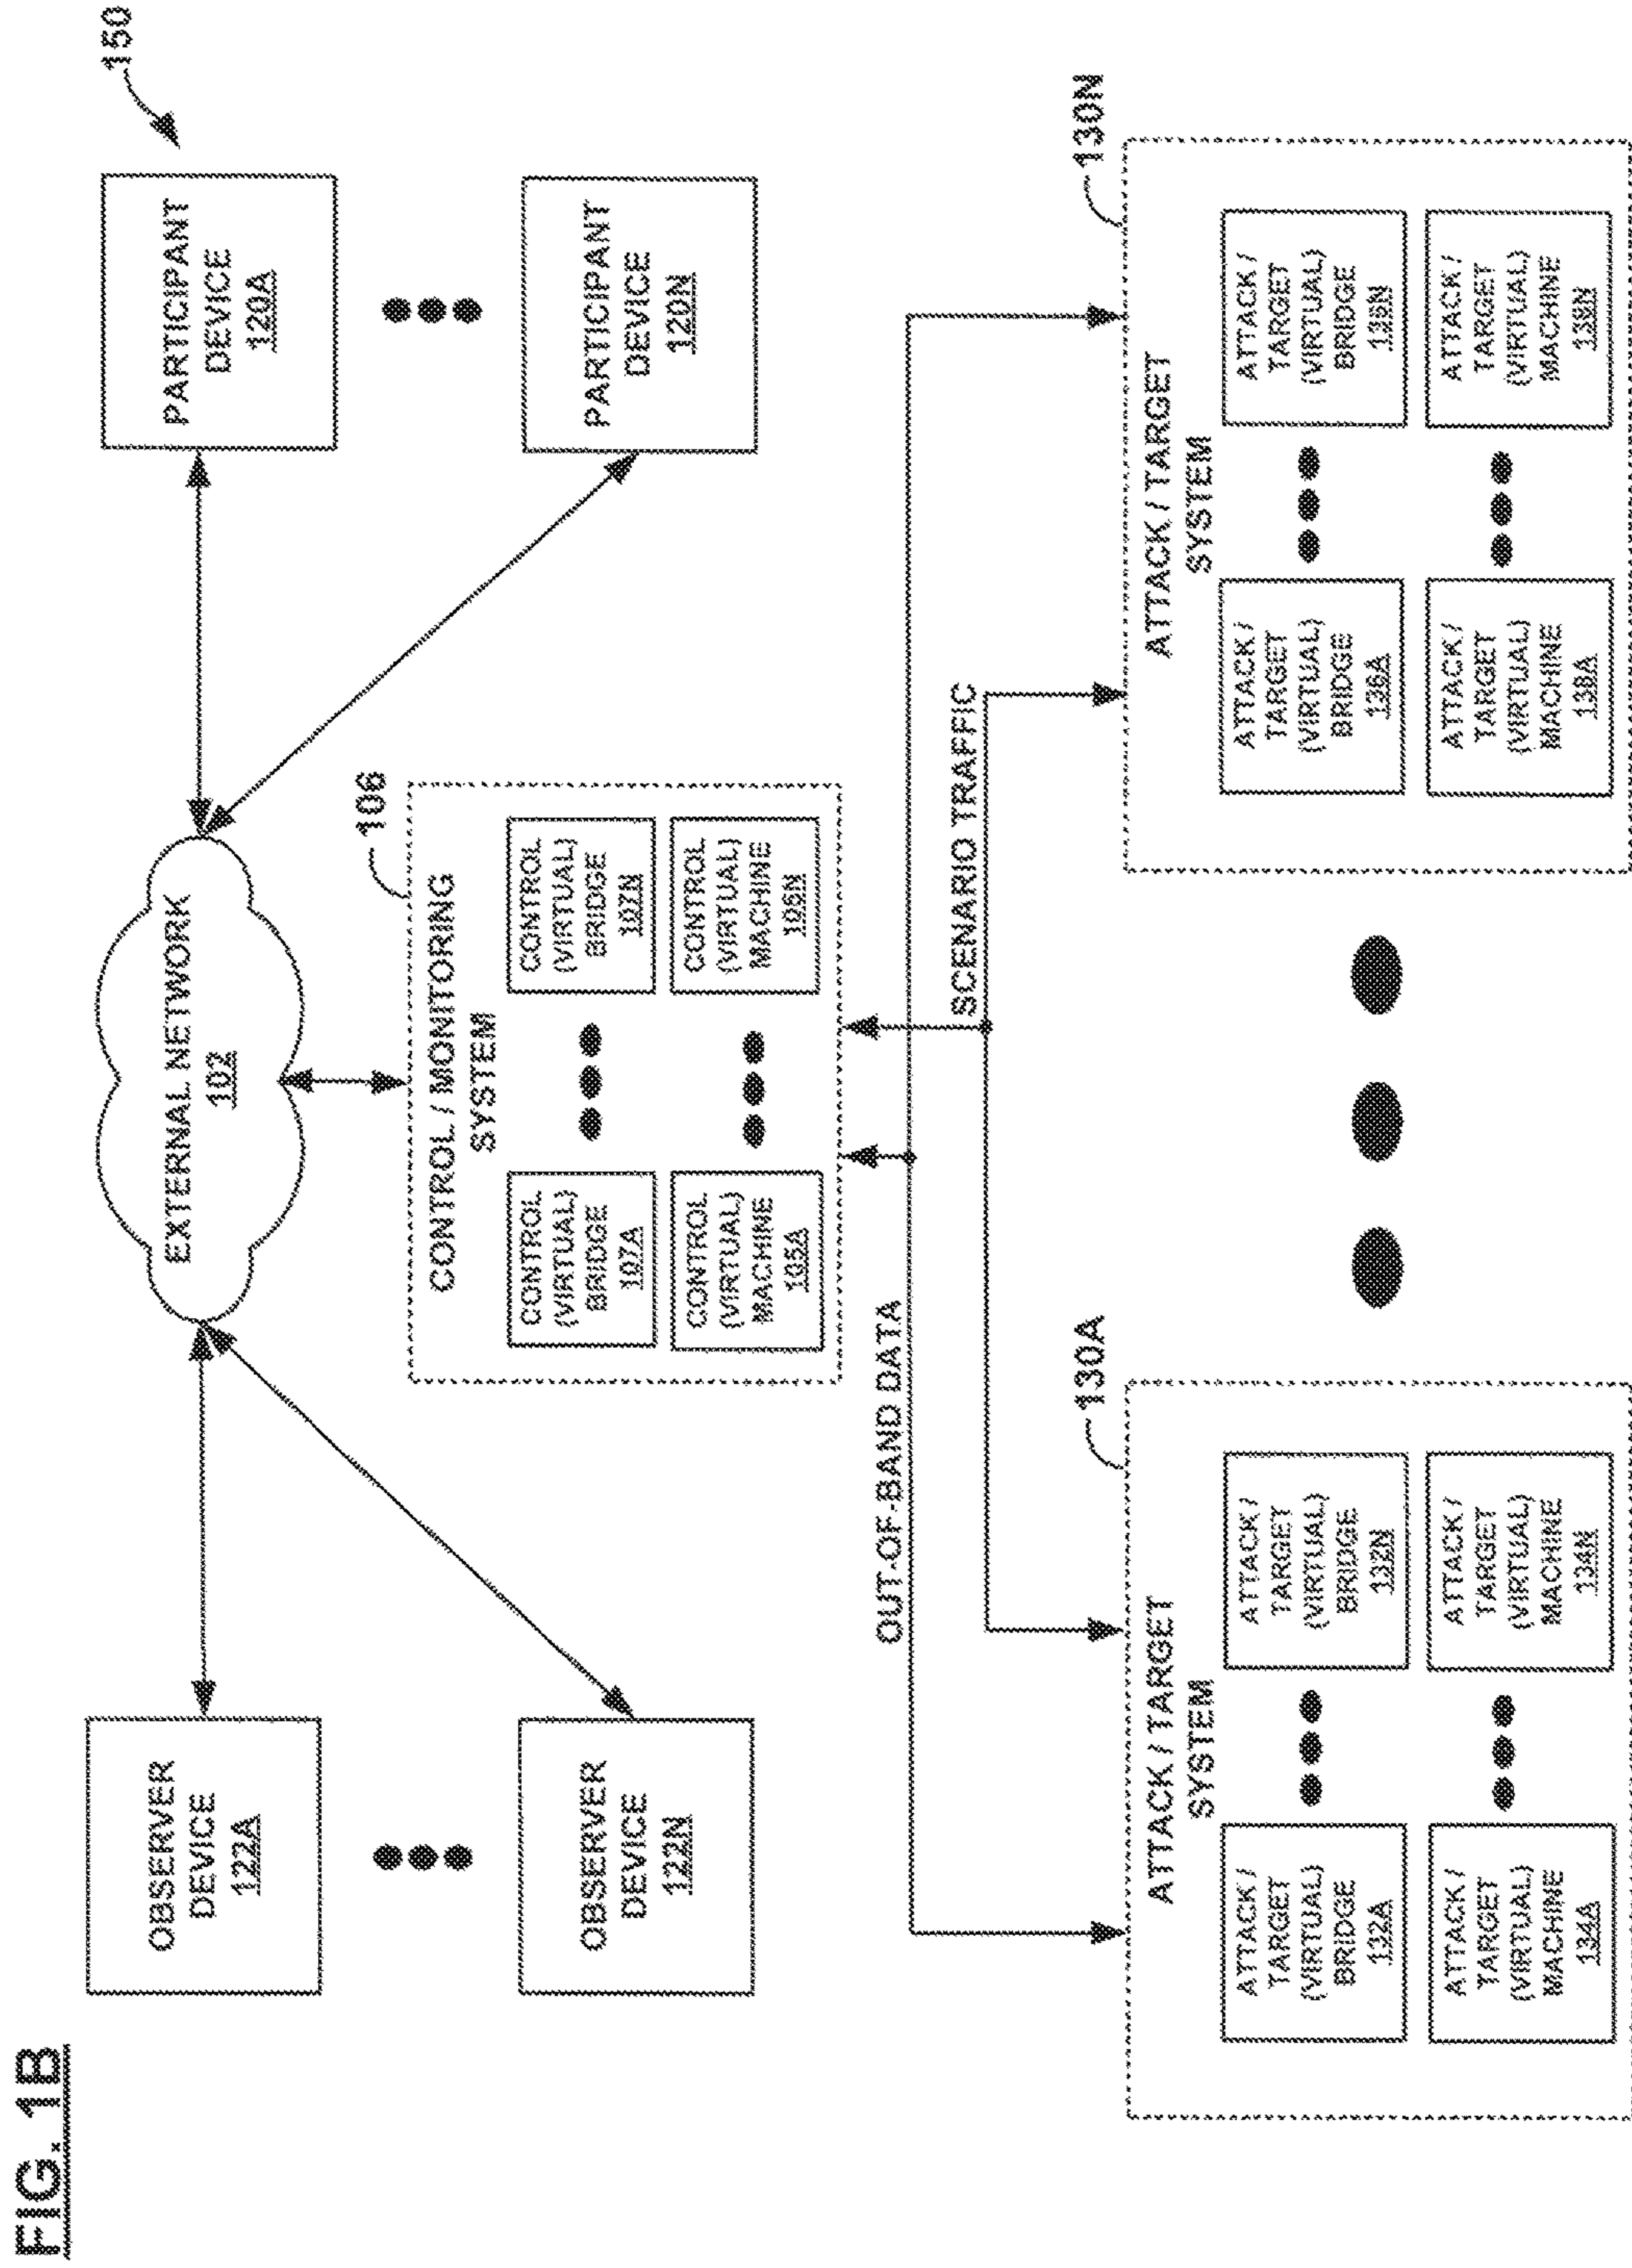 FIG. 1B
150
OBSERVER
DEVICE
122A
OBSERVER
DEVICE
122N
EXTERNAL NETWORK
102
PARTICIPANT
DEVICE
120A
PARTICIPANT
DEVICE
120N
106
CONTROL / MONITORING
SYSTEM
CONTROL
(VIRTUAL)
BRIDGE
107A
CONTROL
(VIRTUAL)
BRIDGE
107N
CONTROL
(VIRTUAL)
MACHINE
105A
CONTROL
(VIRTUAL)
MACHINE
105N
OUT-OF-BAND DATA
SCENARIO TRAFFIC
130A
ATTACK / TARGET
SYSTEM
ATTACK /
TARGET
(VIRTUAL)
BRIDGE
132A
ATTACK /
TARGET
(VIRTUAL)
BRIDGE
132N
ATTACK /
TARGET
(VIRTUAL)
MACHINE
134A
ATTACK /
TARGET
(VIRTUAL)
MACHINE
134N
130N
ATTACK / TARGET
SYSTEM
ATTACK /
TARGET
(VIRTUAL)
BRIDGE
136A
ATTACK /
TARGET
(VIRTUAL)
BRIDGE
136N
ATTACK /
TARGET
(VIRTUAL)
MACHINE
138A
ATTACK /
TARGET
(VIRTUAL)
MACHINE
138N